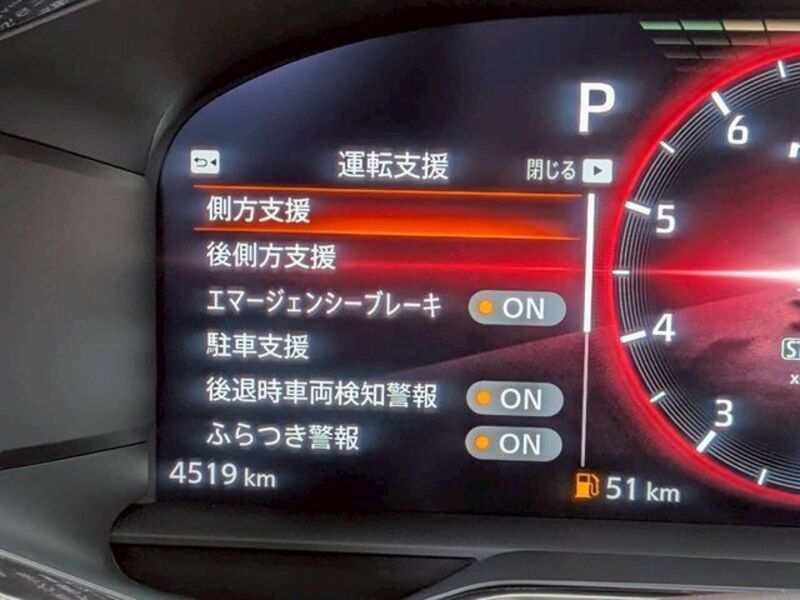 P
運転支援 閉じる
側方支援
後側方支援
エマージェンシーブレーキ ON
駐車支援
後退時車両検知警報 ON
ふらつき警報 ON
4519 km
51 km
6
5
4
3